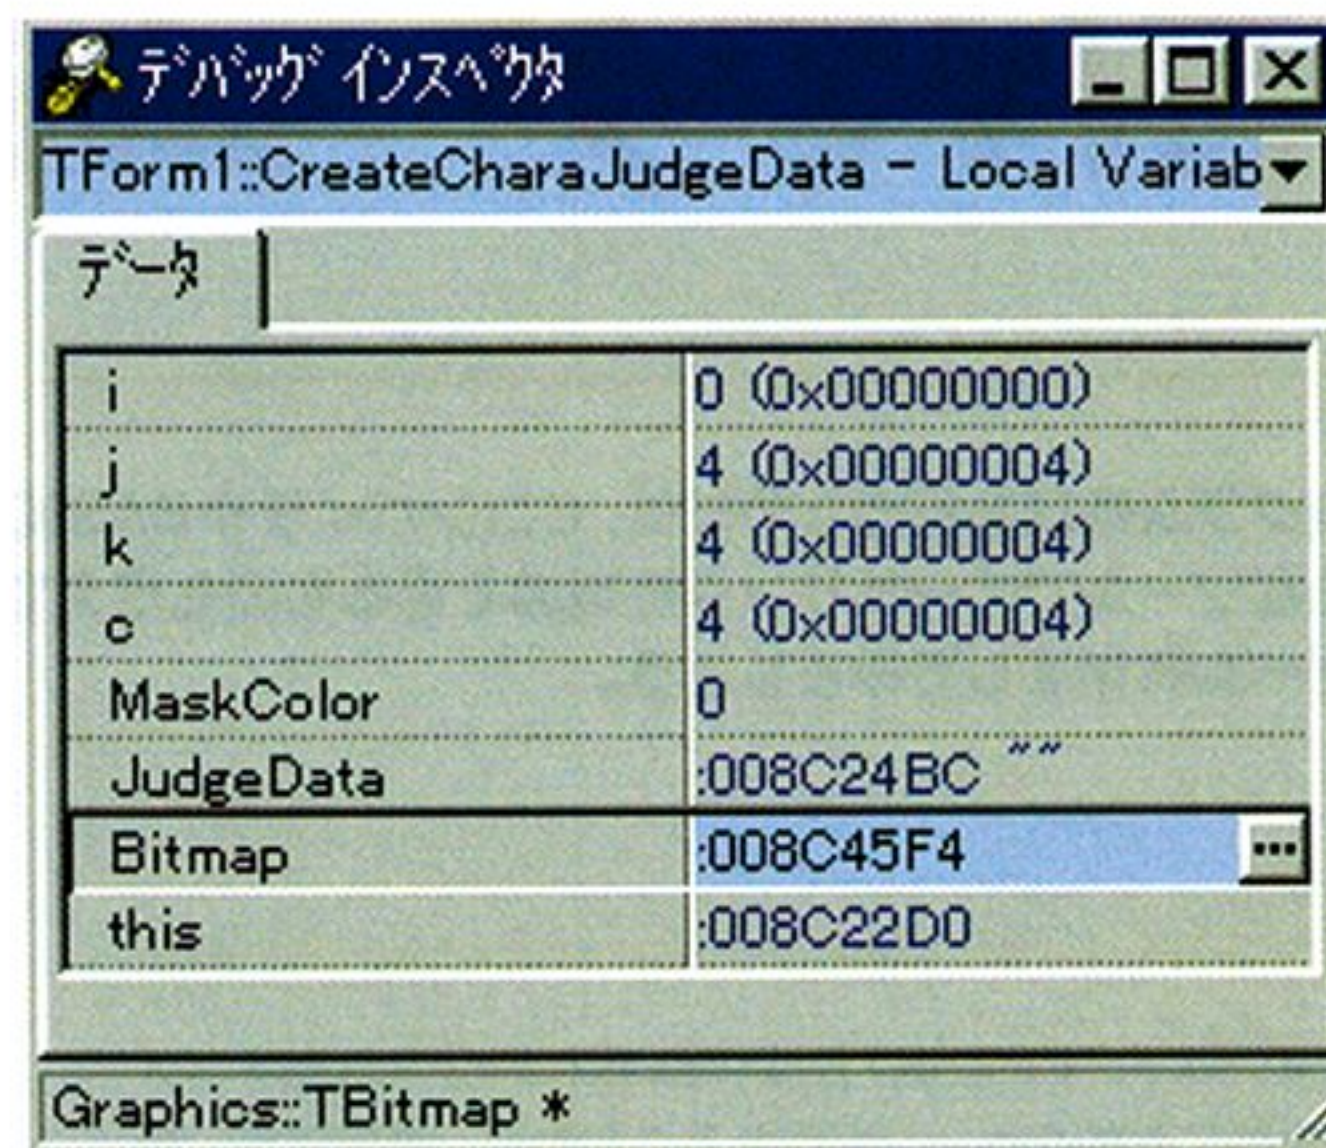 ﾃﾞﾊﾞｯｸﾞ ｲﾝｽﾍﾟｸﾀ
TForm1::CreateCharaJudgeData - Local Variab
ﾃﾞｰﾀ
i 0 (0x00000000)
j 4 (0x00000004)
k 4 (0x00000004)
c 4 (0x00000004)
MaskColor 0
JudgeData :008C24BC ""
Bitmap :008C45F4 ...
this :008C22D0
Graphics::TBitmap *